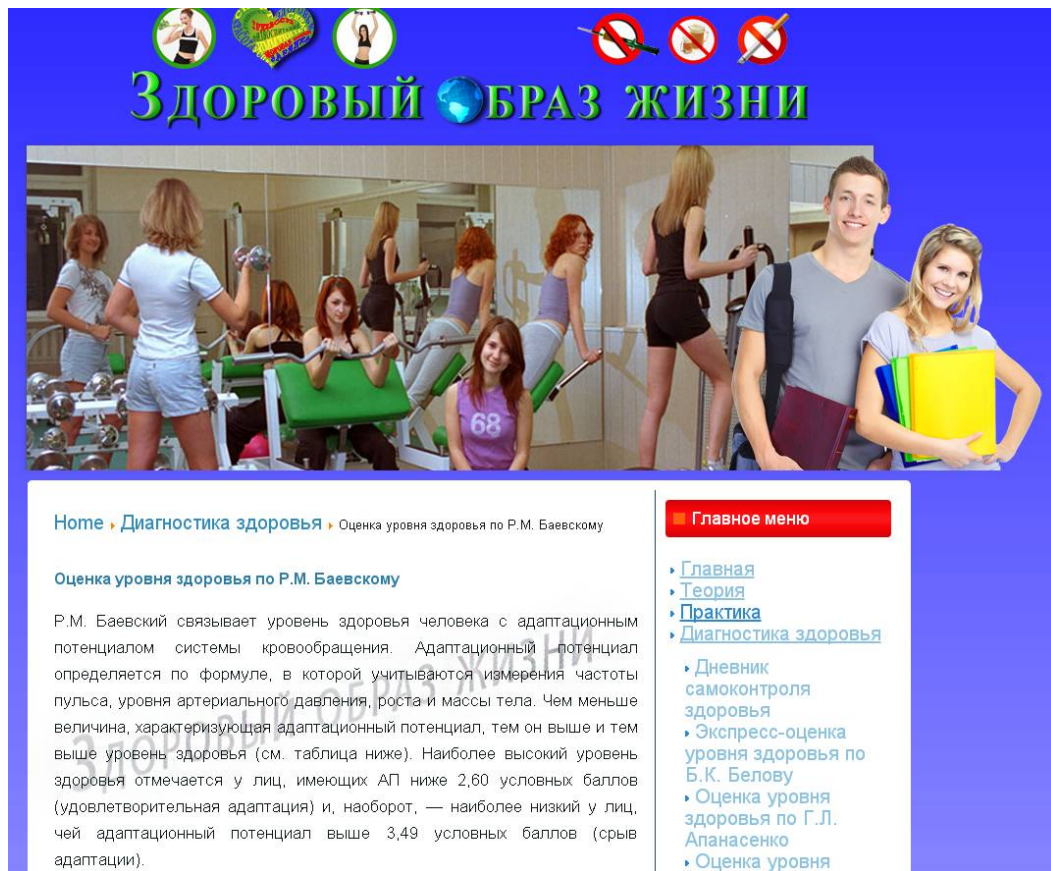 Здоровый Образ жизни
68
Home Диагностика здоровья Оценка уровня здоровья по Р.М. Баевскому
Оценка уровня здоровья по Р.М. Баевскому
Р.М. Баевский связывает уровень здоровья человека с адаптационным
потенциалом системы кровообращения. Адаптационный потенциал
определяется по формуле, в которой учитываются измерения частоты
пульса, уровня артериального давления, роста и массы тела. Чем меньше
величина, характеризующая адаптационный потенциал, тем он выше и тем
выше уровень здоровья (см. таблица ниже). Наиболее высокий уровень
здоровья отмечается у лиц, имеющих АП ниже 2,60 условных баллов
(удовлетворительная адаптация) и, наоборот, — наиболее низкий у лиц,
чей адаптационный потенциал выше 3,49 условных баллов (срыв
адаптации).
Здоровый образ жизни
Главное меню
Главная
Теория
Практика
Диагностика здоровья
Дневник
самоконтроля
здоровья
Экспресс-оценка
уровня здоровья по
Б.К. Белову
Оценка уровня
здоровья по Г.Л.
Апанасенко
Оценка уровня